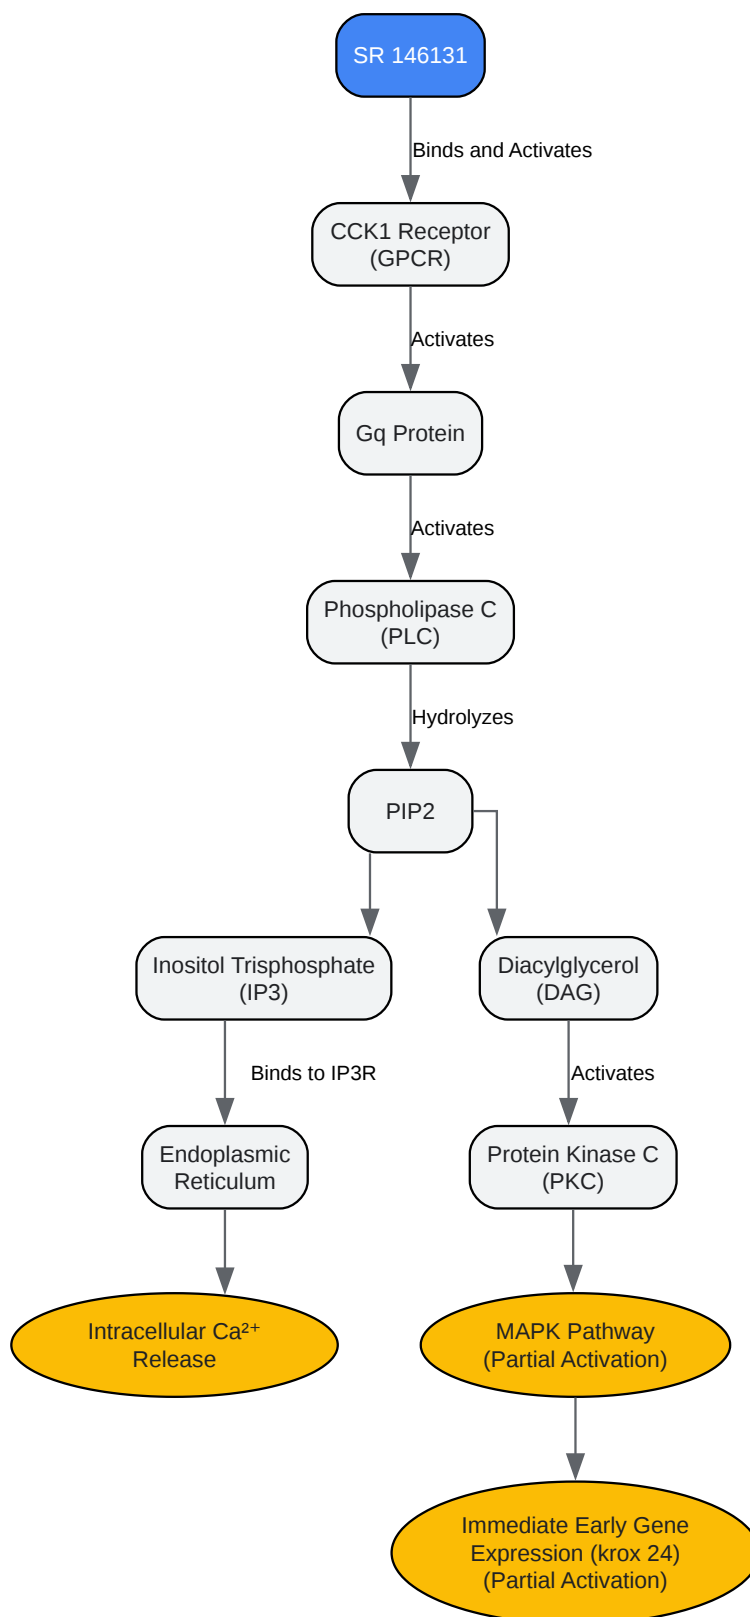 SR 146131
Binds and Activates
CCK1 Receptor
(GPCR)
Activates
Gq Protein
Activates
Phospholipase C
(PLC)
Hydrolyzes
PIP2
Inositol Trisphosphate
(IP3)
Diacylglycerol
(DAG)
Binds to IP3R
Activates
Endoplasmic
Reticulum
Protein Kinase C
(PKC)
Intracellular Ca²⁺
Release
MAPK Pathway
(Partial Activation)
Immediate Early Gene
Expression (krox 24)
(Partial Activation)